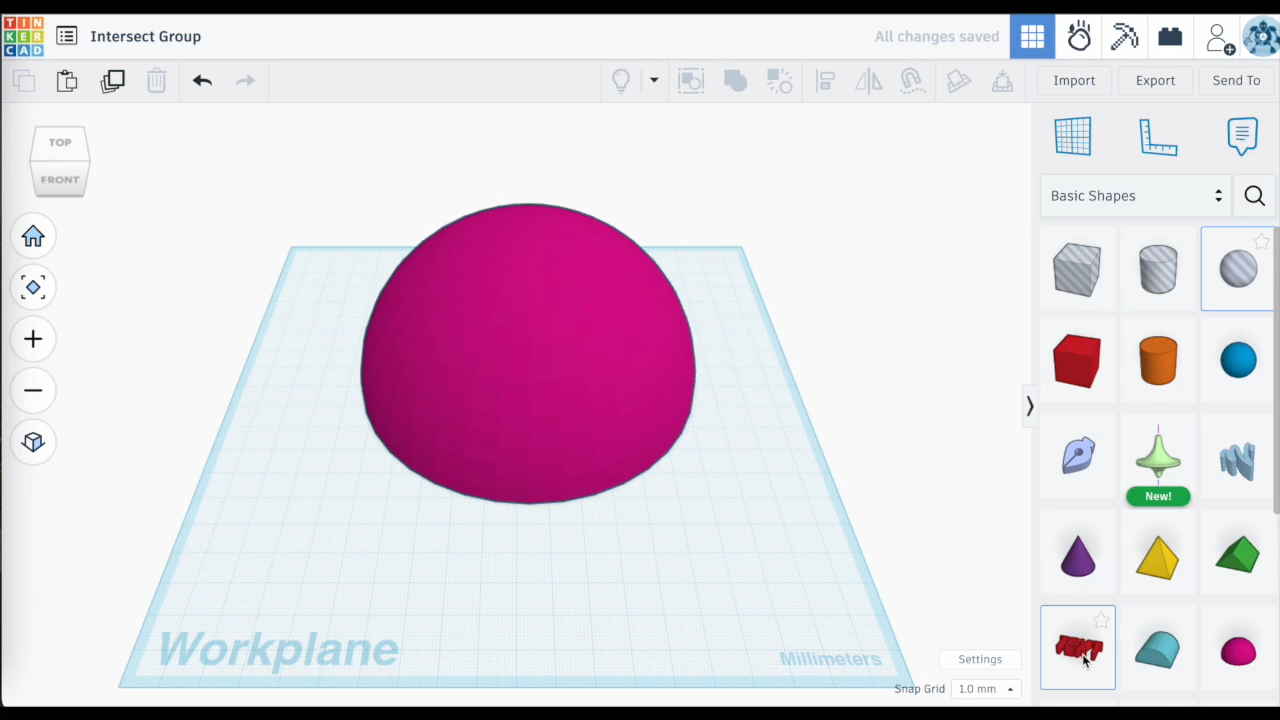 TIN
KER
CAD
Intersect Group
All changes saved
Import
Export
Send To
TOP
FRONT
Basic Shapes
New!
TEXT
Workplane
Millimeters
Settings
Snap Grid
1.0 mm